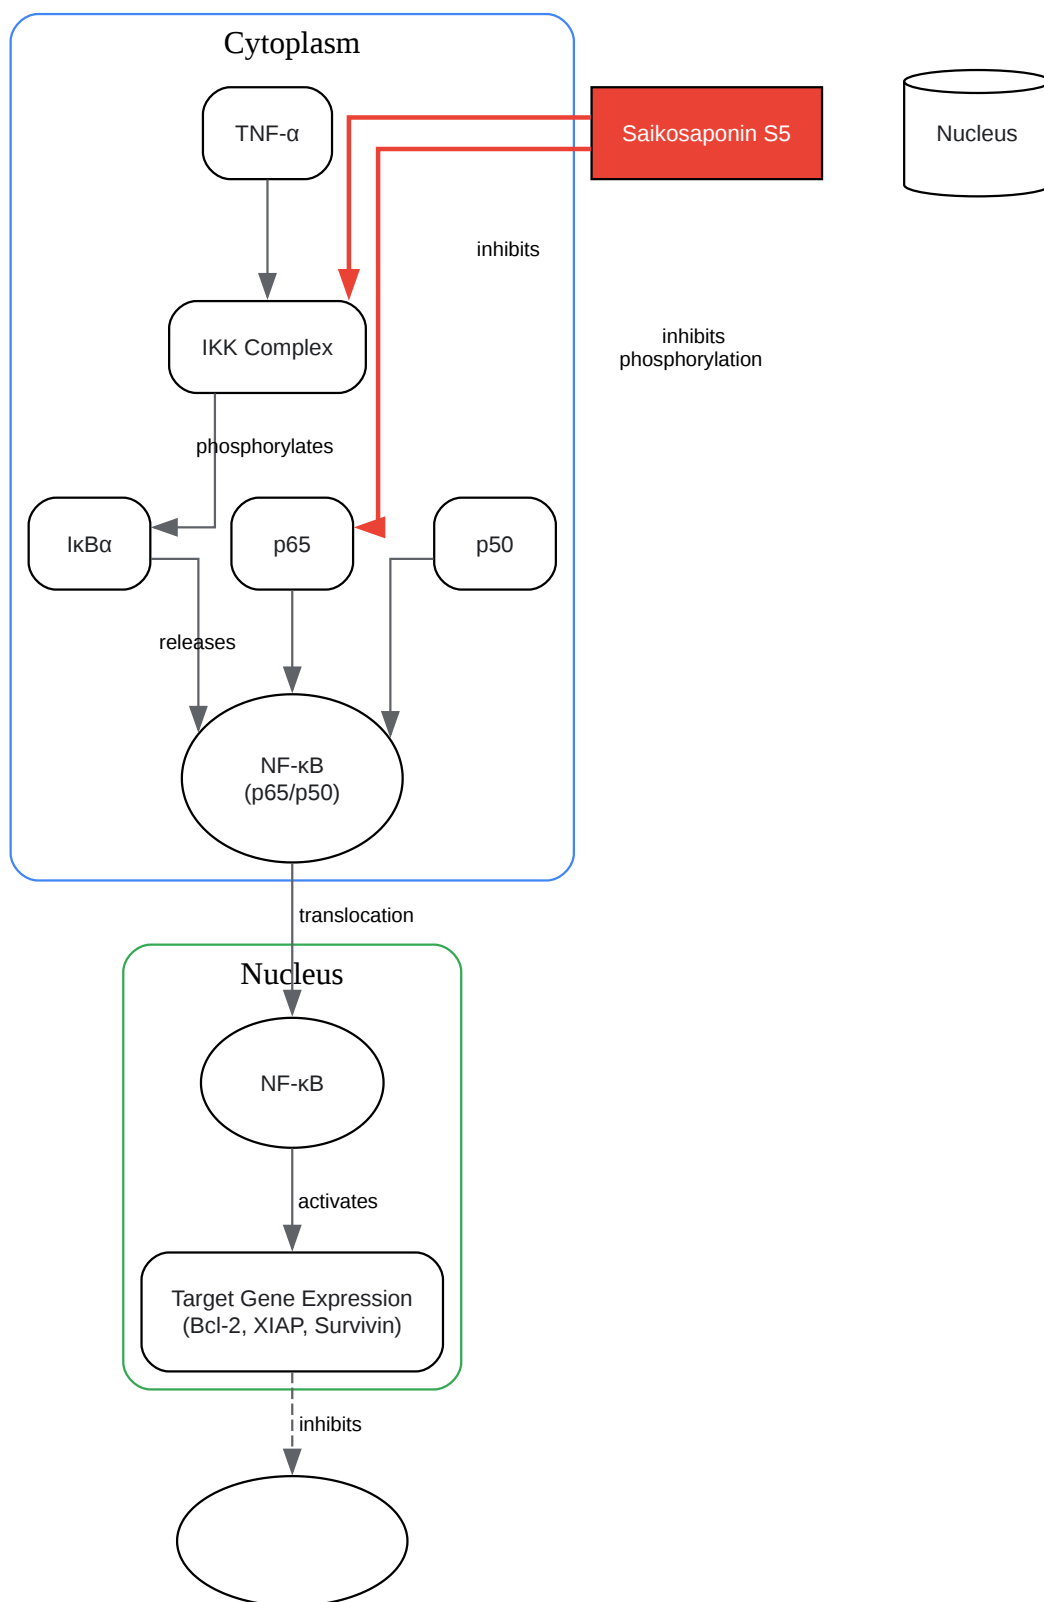 Cytoplasm
TNF-α
Saikosaponin S5
Nucleus
inhibits
IKK Complex
inhibits
phosphorylation
phosphorylates
IκBα
p65
p50
releases
NF-κB
(p65/p50)
translocation
Nucleus
NF-κB
activates
Target Gene Expression
(Bcl-2, XIAP, Survivin)
inhibits